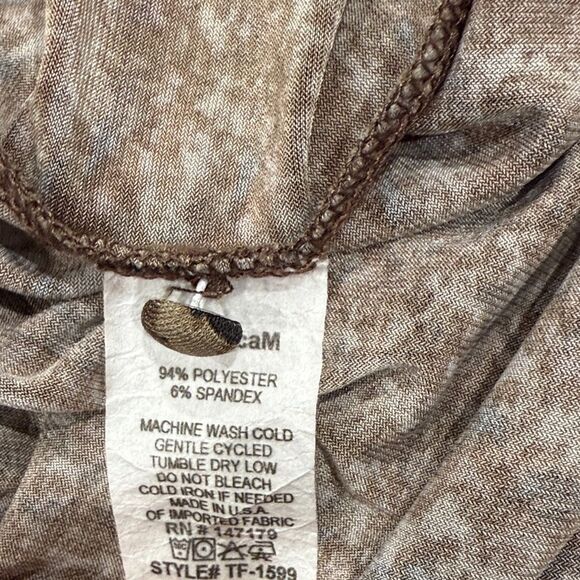 94% POLYESTER
6% SPANDEX
MACHINE WASH COLD
GENTLE CYCLED
TUMBLE DRY LOW
DO NOT BLEACH
COLD IRON IF NEEDED
MADE IN U.S.A.
OF IMPORTED FABRIC
RN # 147179
STYLE# TF-1599